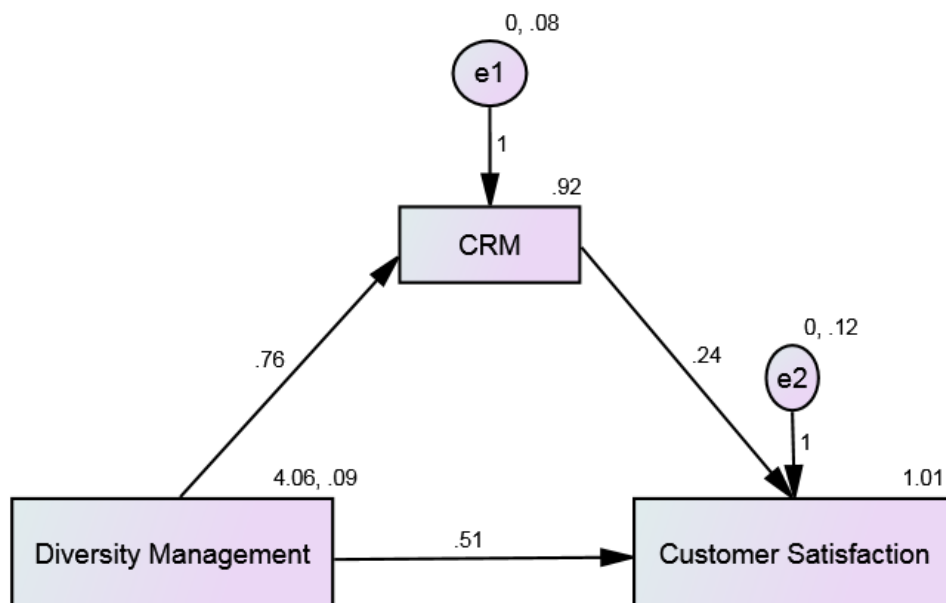 0, .08
e1
1
.92
CRM
.76
.24
0, .12
e2
1
4.06, .09
1.01
Diversity Management
.51
Customer Satisfaction